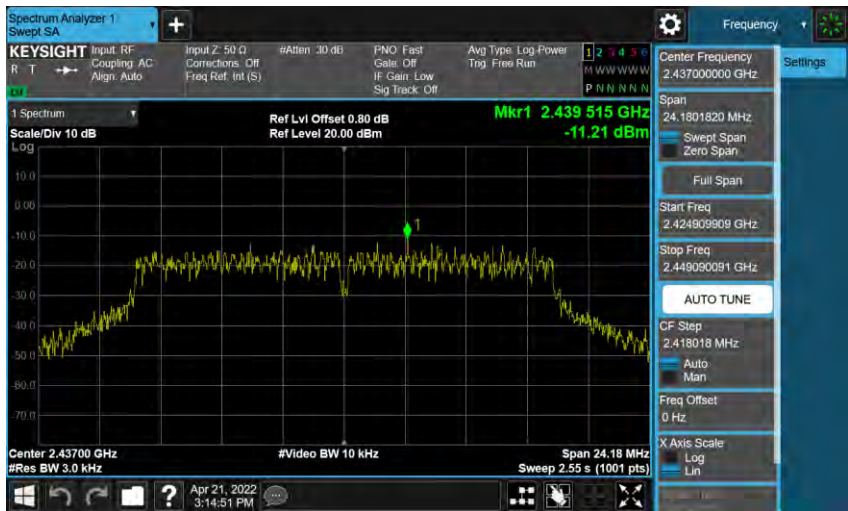 Spectrum Analyzer 1
Swept SA
+
Frequency
KEYSIGHT
R T
Input: RF
Coupling: AC
Align: Auto
Input Z: 50 Ω
Corrections: Off
Freq Ref: Int (S)
#Atten: 30 dB
PNO: Fast
Gate: Off
IF Gain: Low
Sig Track: Off
Avg Type: Log-Power
Trig: Free Run
1 2 3 4 5 6
M W W W W W
P N N N N N
1 Spectrum
Scale/Div 10 dB
Log
Ref Lvl Offset 0.80 dB
Ref Level 20.00 dBm
Mkr1 2.439 515 GHz
-11.21 dBm
10.0
0.00
-10.0
-20.0
-30.0
-40.0
-50.0
-60.0
-70.0
1
Center 2.43700 GHz
#Res BW 3.0 kHz
#Video BW 10 kHz
Span 24.18 MHz
Sweep 2.55 s (1001 pts)
?
Apr 21, 2022
3:14:51 PM
Center Frequency
2.437000000 GHz
Settings
Span
24.1801820 MHz
Swept Span
Zero Span
Full Span
Start Freq
2.424909909 GHz
Stop Freq
2.449090091 GHz
AUTO TUNE
CF Step
2.418018 MHz
Auto
Man
Freq Offset
0 Hz
X Axis Scale
Log
Lin